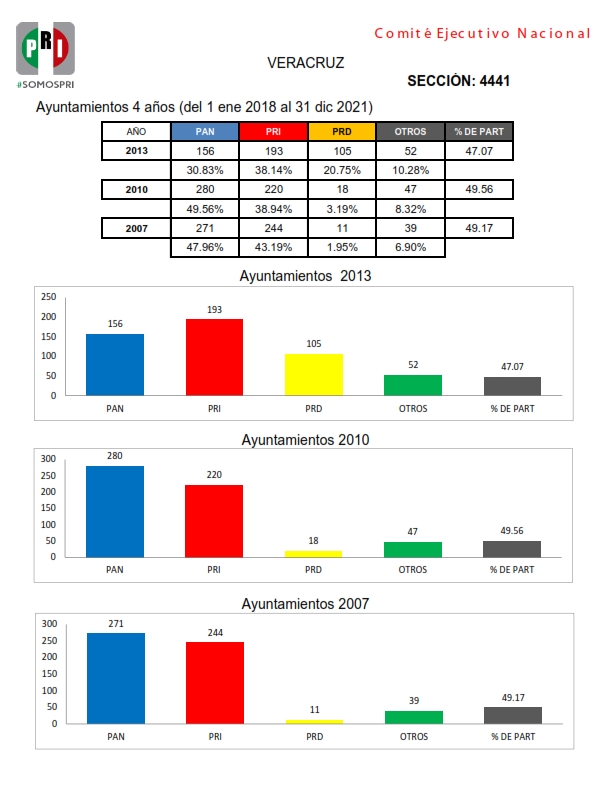 PRI
#SOMOSPRI
Comité Ejecutivo Nacional
VERACRUZ
SECCIÓN: 4441
Ayuntamientos 4 años (del 1 ene 2018 al 31 dic 2021)
AÑO PAN PRI PRD OTROS % DE PART
2013 156 193 105 52 47.07
30.83% 38.14% 20.75% 10.28%
2010 280 220 18 47 49.56
49.56% 38.94% 3.19% 8.32%
2007 271 244 11 39 49.17
47.96% 43.19% 1.95% 6.90%
Ayuntamientos 2013
250
200
150
100
50
0
156 193 105 52 47.07
PAN PRI PRD OTROS % DE PART
Ayuntamientos 2010
300
250
200
150
100
50
0
280 220 18 47 49.56
PAN PRI PRD OTROS % DE PART
Ayuntamientos 2007
300
250
200
150
100
50
0
271 244 11 39 49.17
PAN PRI PRD OTROS % DE PART